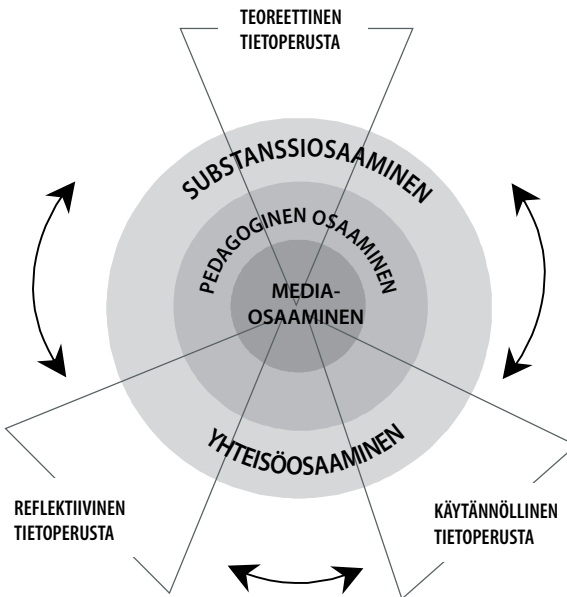 TEOREETTINEN
TIETOPERUSTA
SUBSTANSSIOSAAMINEN
PEDAGOGINEN OSAAMINEN
MEDIA-
OSAAMINEN
YHTEISÖOSAAMINEN
REFLEKTIIVINEN
TIETOPERUSTA
KÄYTÄNNÖLLINEN
TIETOPERUSTA